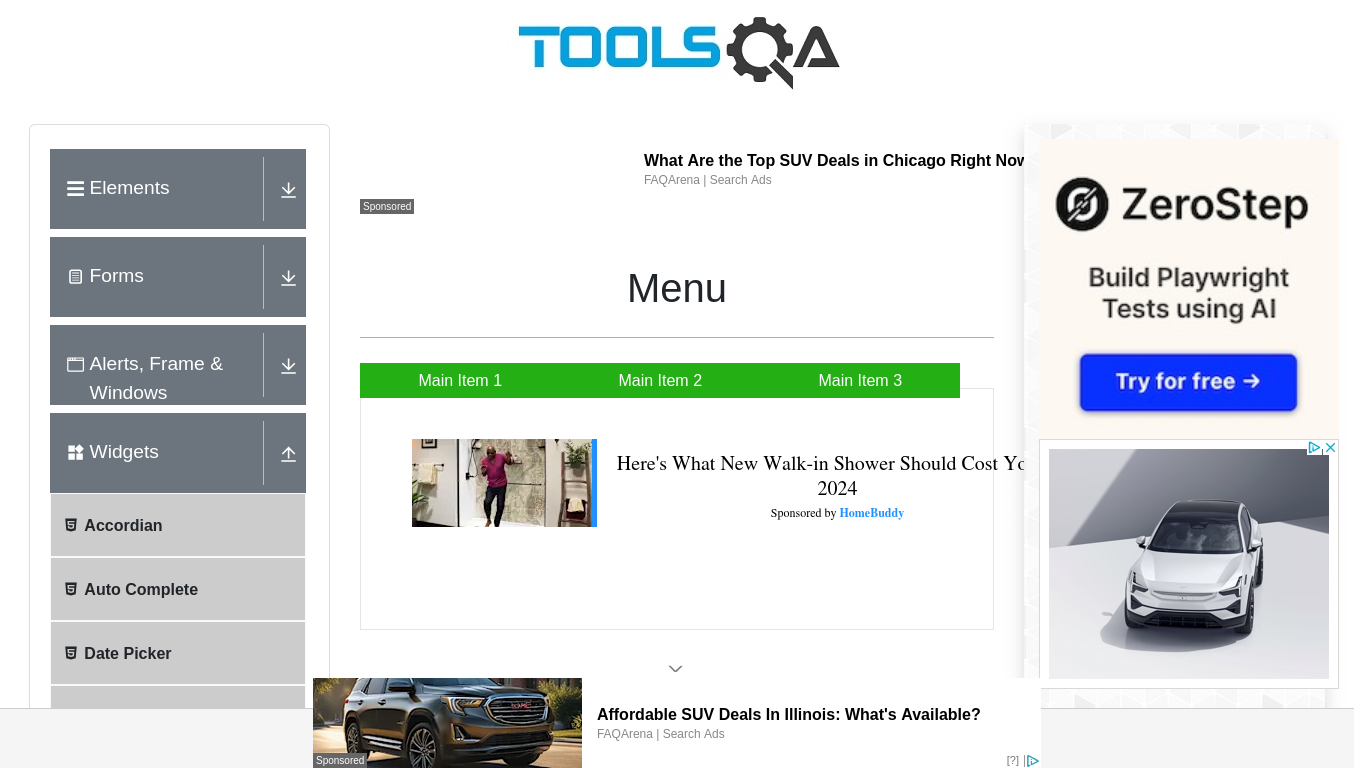 TOOLSQA
Elements
Forms
Alerts, Frame &
Windows
Widgets
Accordian
Auto Complete
Date Picker
What Are the Top SUV Deals in Chicago Right Now
FAQArena | Search Ads
Sponsored
Menu
Main Item 1
Main Item 2
Main Item 3
Here's What New Walk-in Shower Should Cost Yo
2024
Sponsored by HomeBuddy
ZeroStep
Build Playwright
Tests using AI
Try for free →
Affordable SUV Deals In Illinois: What's Available?
FAQArena | Search Ads
Sponsored
[?] |